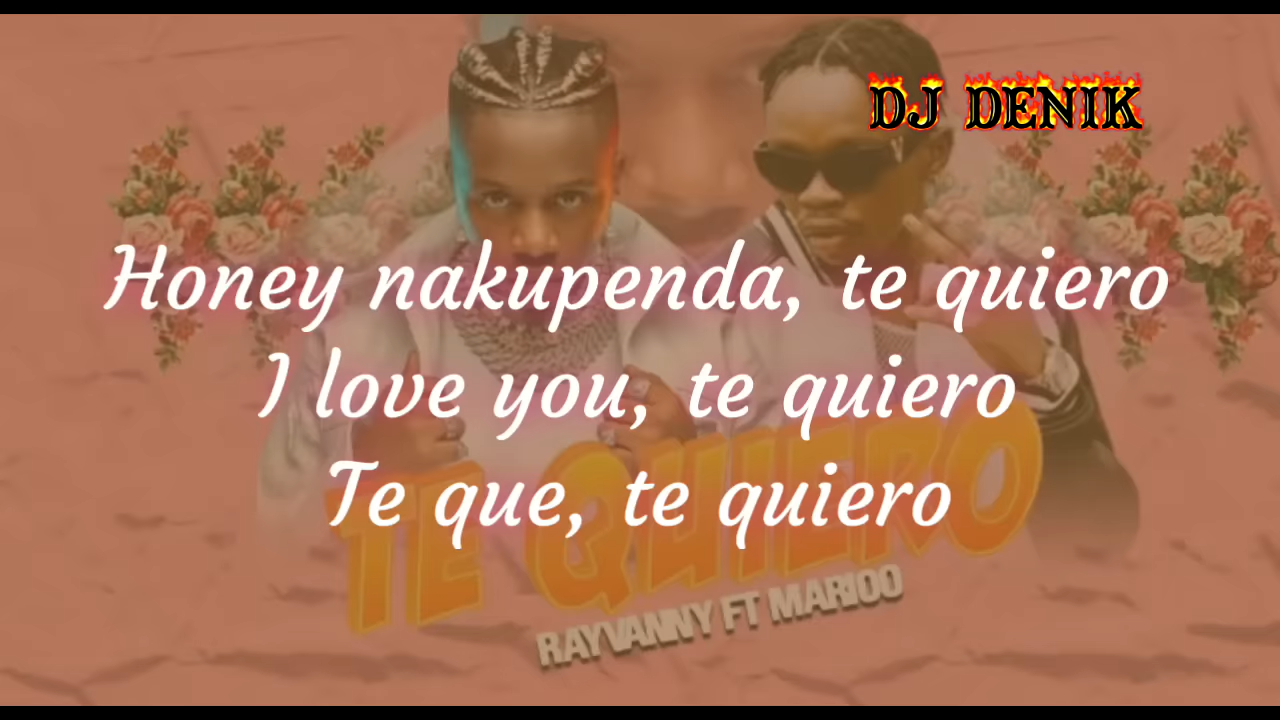 DJ DENIK
Honey nakupenda, te quiero
I love you, te quiero
Te que, te quiero
TE QUIERO
RAYVANNY FT MARIOO